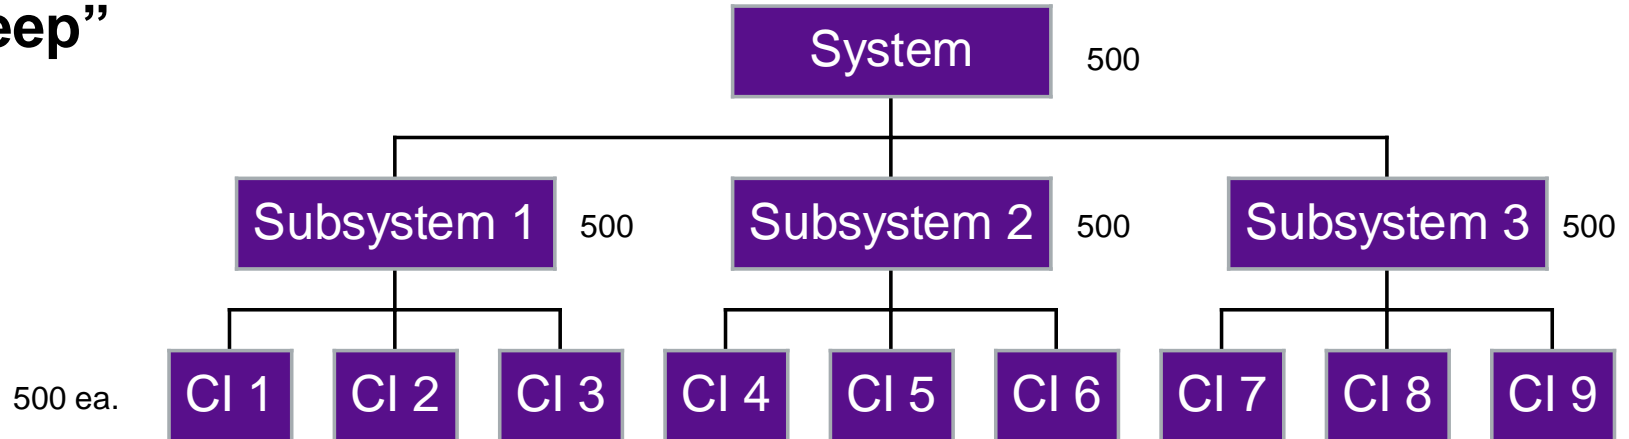 eep”
System 500
Subsystem 1 500 Subsystem 2 500 Subsystem 3 500
500 ea. CI 1 CI 2 CI 3 CI 4 CI 5 CI 6 CI 7 CI 8 CI 9